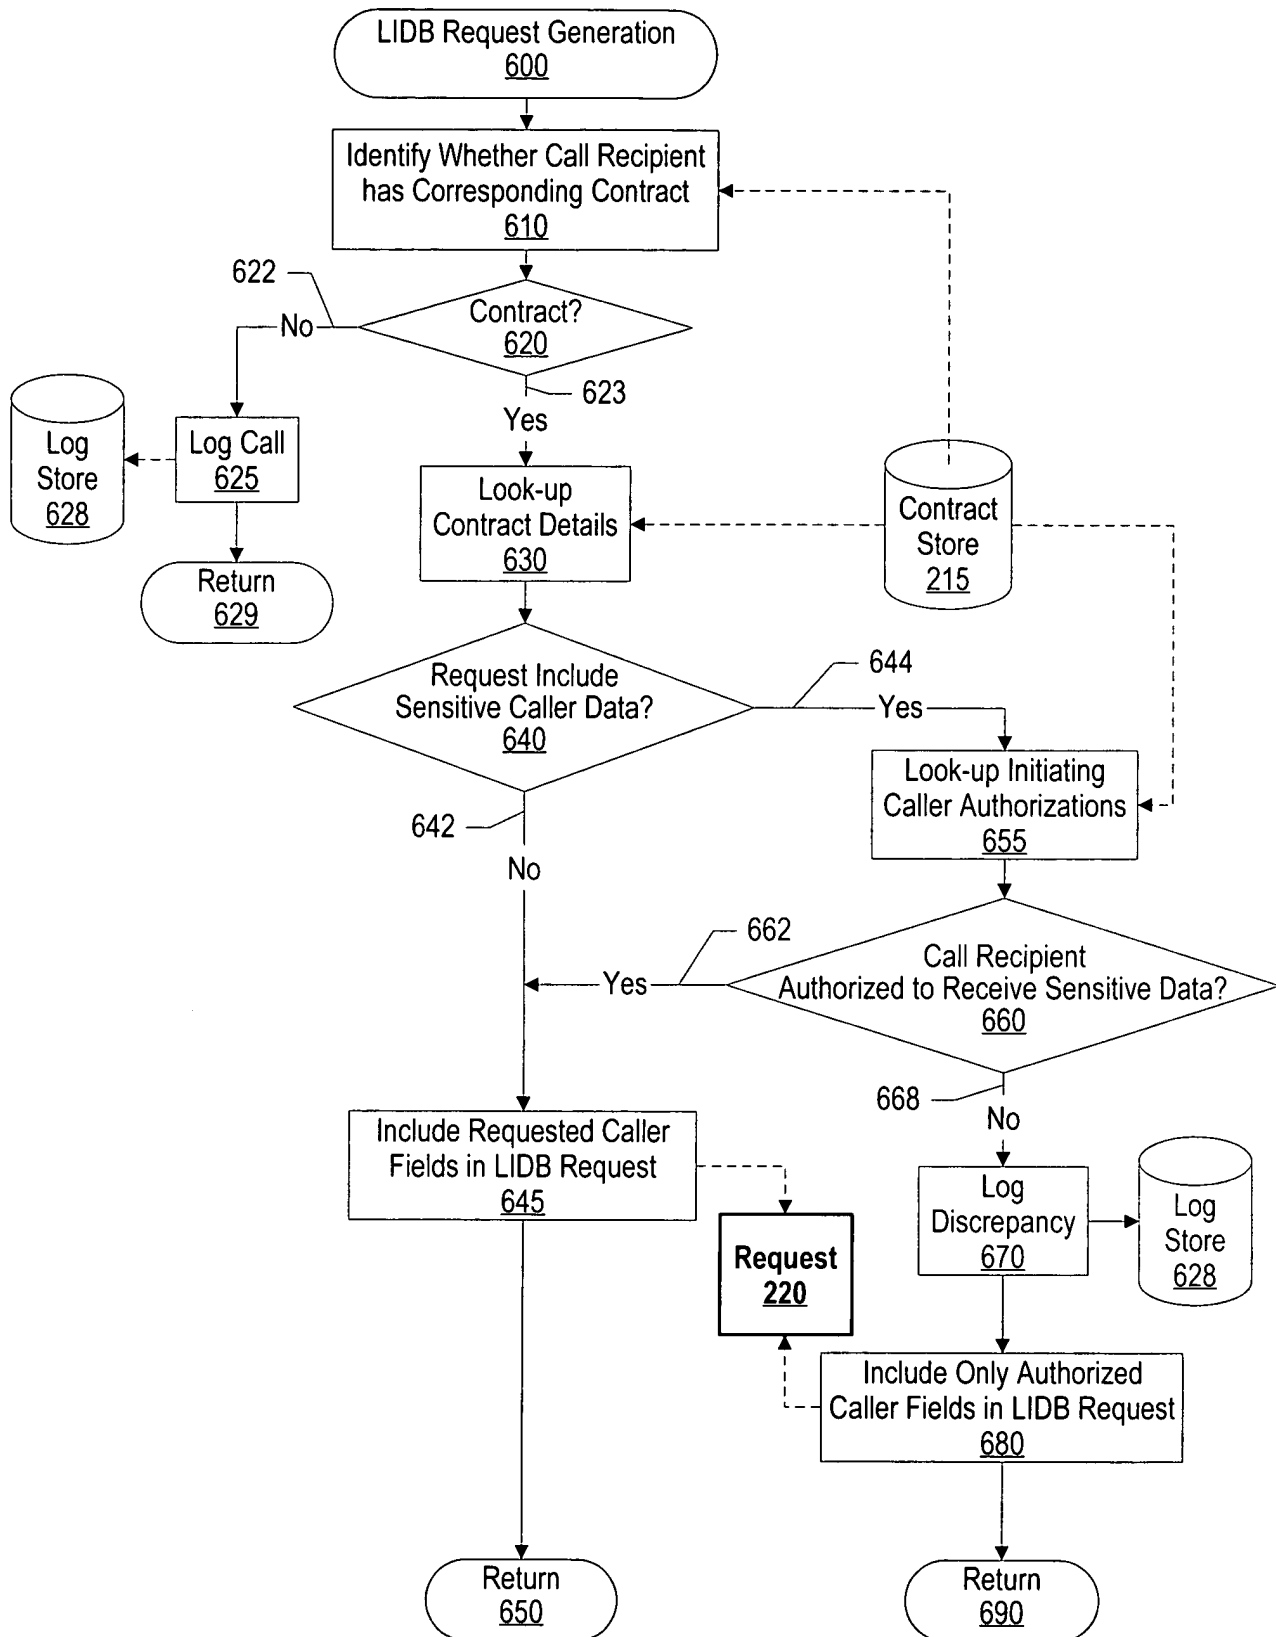 LIDB Request Generation
600
Identify Whether Call Recipient
has Corresponding Contract
610
622
Contract?
620
No
623
Yes
Log
Store
628
Log Call
625
Look-up
Contract Details
630
Contract
Store
215
Return
629
Request Include
Sensitive Caller Data?
640
644
Yes
Look-up Initiating
Caller Authorizations
655
642
No
662
Yes
Call Recipient
Authorized to Receive Sensitive Data?
660
668
No
Include Requested Caller
Fields in LIDB Request
645
Log
Discrepancy
670
Log
Store
628
Request
220
Include Only Authorized
Caller Fields in LIDB Request
680
Return
650
Return
690